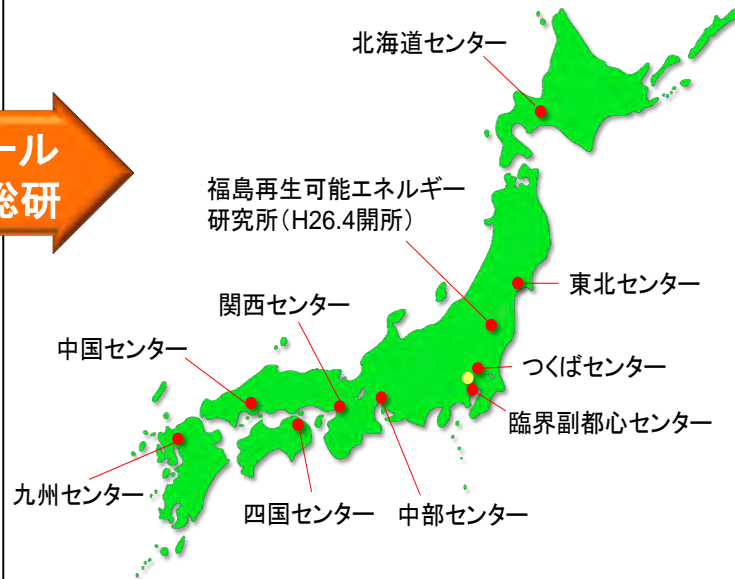 北海道センター
ール
総研
福島再生可能エネルギー
研究所(H26.4開所)
東北センター
関西センター
中国センター
つくばセンター
臨界副都心センター
九州センター
四国センター
中部センター